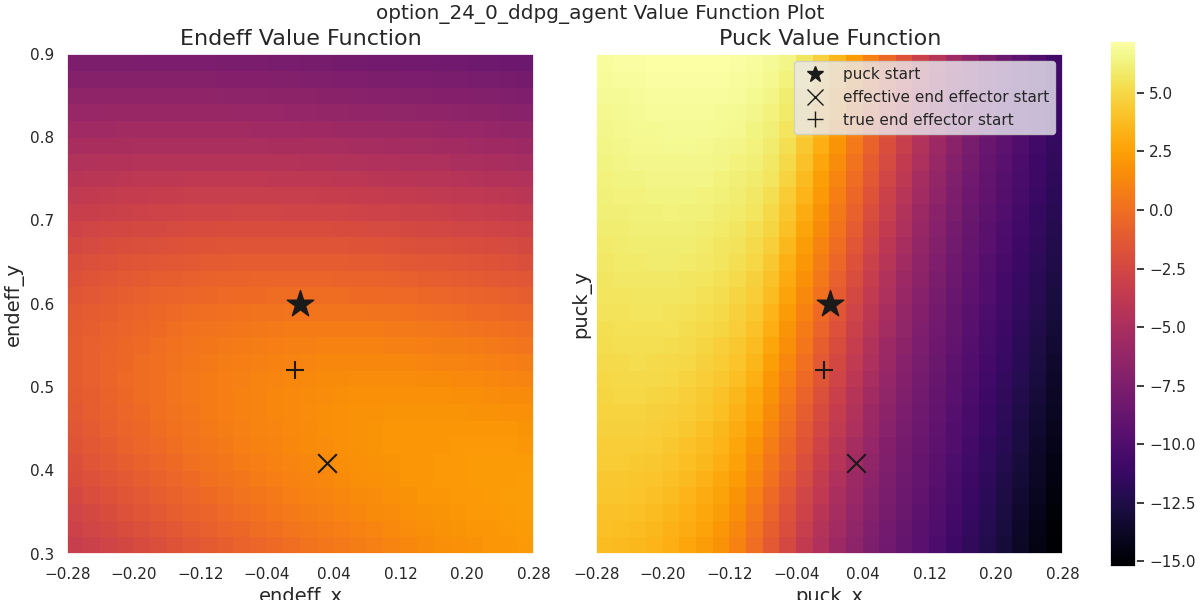 option_24_0_ddpg_agent Value Function Plot
Endeff Value Function
Puck Value Function
puck start
effective end effector start
true end effector start
endeff_y
0.9
0.8
0.7
0.6
0.5
0.4
0.3
−0.28 −0.20 −0.12 −0.04 0.04 0.12 0.20 0.28
endeff_x
puck_y
−0.28 −0.20 −0.12 −0.04 0.04 0.12 0.20 0.28
puck_x
5.0
2.5
0.0
−2.5
−5.0
−7.5
−10.0
−12.5
−15.0